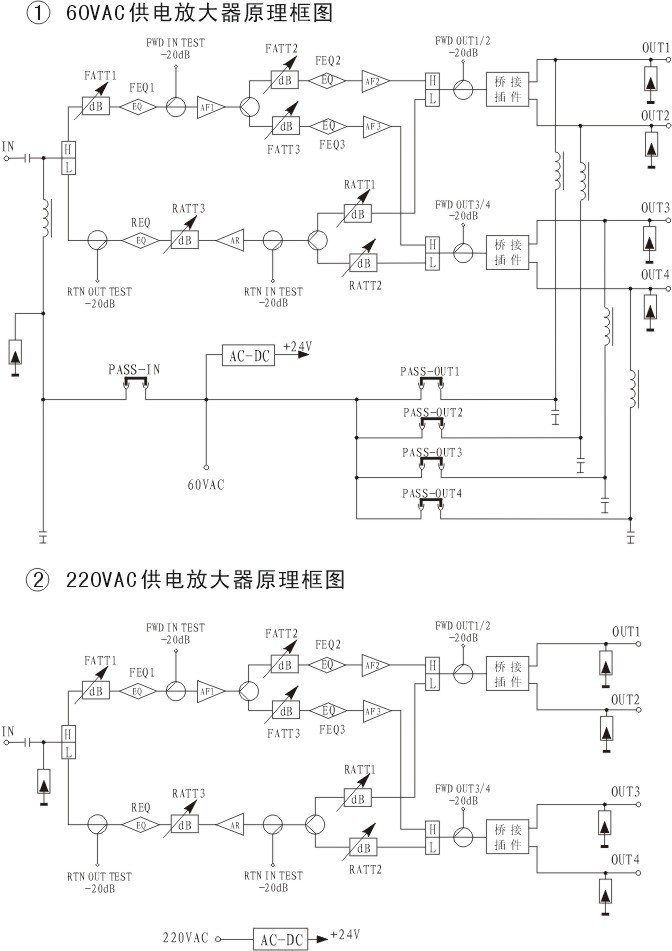 ① 60VAC供电放大器原理框图
FWD IN TEST
-20dB
FATT2
FEQ2
FWD OUT1/2
-20dB
OUT1
FATT1
FEQ1
dB
EQ
AF2
H
L
桥接
插件
dB
EQ
AF1
OUT2
dB
EQ
AF3
FATT3
FEQ3
IN
H
L
RATT1
dB
FWD OUT3/4
-20dB
OUT3
REQ
RATT3
EQ
dB
AR
H
L
桥接
插件
dB
RATT2
OUT4
RTN OUT TEST
-20dB
RTN IN TEST
-20dB
AC-DC
+24V
PASS-IN
PASS-OUT1
PASS-OUT2
PASS-OUT3
PASS-OUT4
60VAC
② 220VAC供电放大器原理框图
FWD IN TEST
-20dB
FATT2
FEQ2
FWD OUT1/2
-20dB
OUT1
FATT1
FEQ1
dB
EQ
AF2
H
L
桥接
插件
dB
EQ
AF1
OUT2
dB
EQ
AF3
FATT3
FEQ3
IN
H
L
RATT1
dB
FWD OUT3/4
-20dB
OUT3
REQ
RATT3
EQ
dB
AR
H
L
桥接
插件
dB
RATT2
OUT4
RTN OUT TEST
-20dB
RTN IN TEST
-20dB
220VAC
AC-DC
+24V